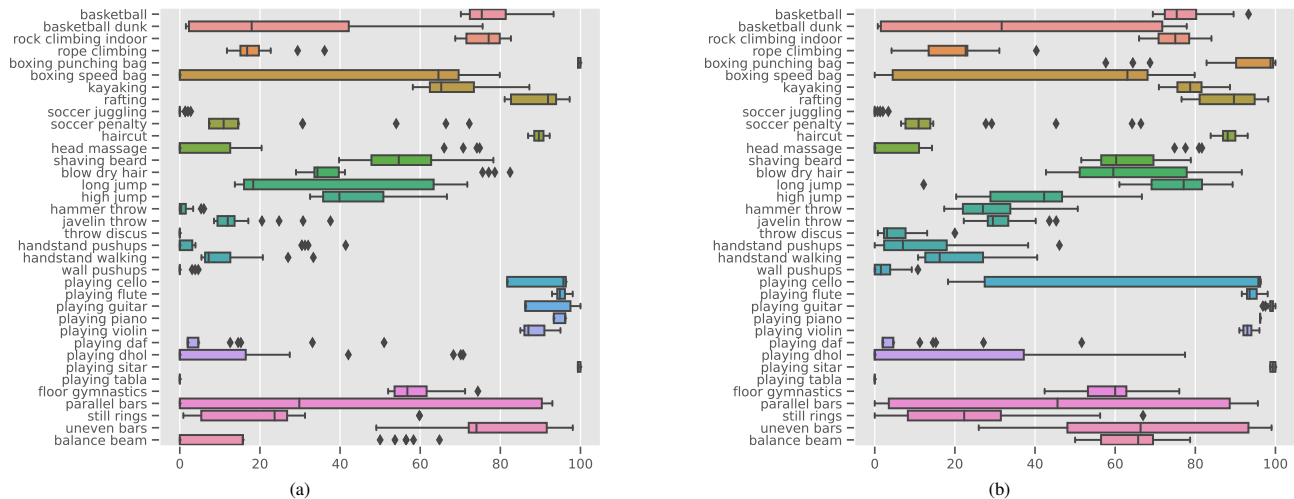 basketball
basketball dunk
rock climbing indoor
rope climbing
boxing punching bag
boxing speed bag
kayaking
rafting
soccer juggling
soccer penalty
haircut
head massage
shaving beard
blow dry hair
long jump
high jump
hammer throw
javelin throw
throw discus
handstand pushups
handstand walking
wall pushups
playing cello
playing flute
playing guitar
playing piano
playing violin
playing daf
playing dhol
playing sitar
playing tabla
floor gymnastics
parallel bars
still rings
uneven bars
balance beam
0 20 40 60 80 100
(a)
basketball
basketball dunk
rock climbing indoor
rope climbing
boxing punching bag
boxing speed bag
kayaking
rafting
soccer juggling
soccer penalty
haircut
head massage
shaving beard
blow dry hair
long jump
high jump
hammer throw
javelin throw
throw discus
handstand pushups
handstand walking
wall pushups
playing cello
playing flute
playing guitar
playing piano
playing violin
playing daf
playing dhol
playing sitar
playing tabla
floor gymnastics
parallel bars
still rings
uneven bars
balance beam
0 20 40 60 80 100
(b)